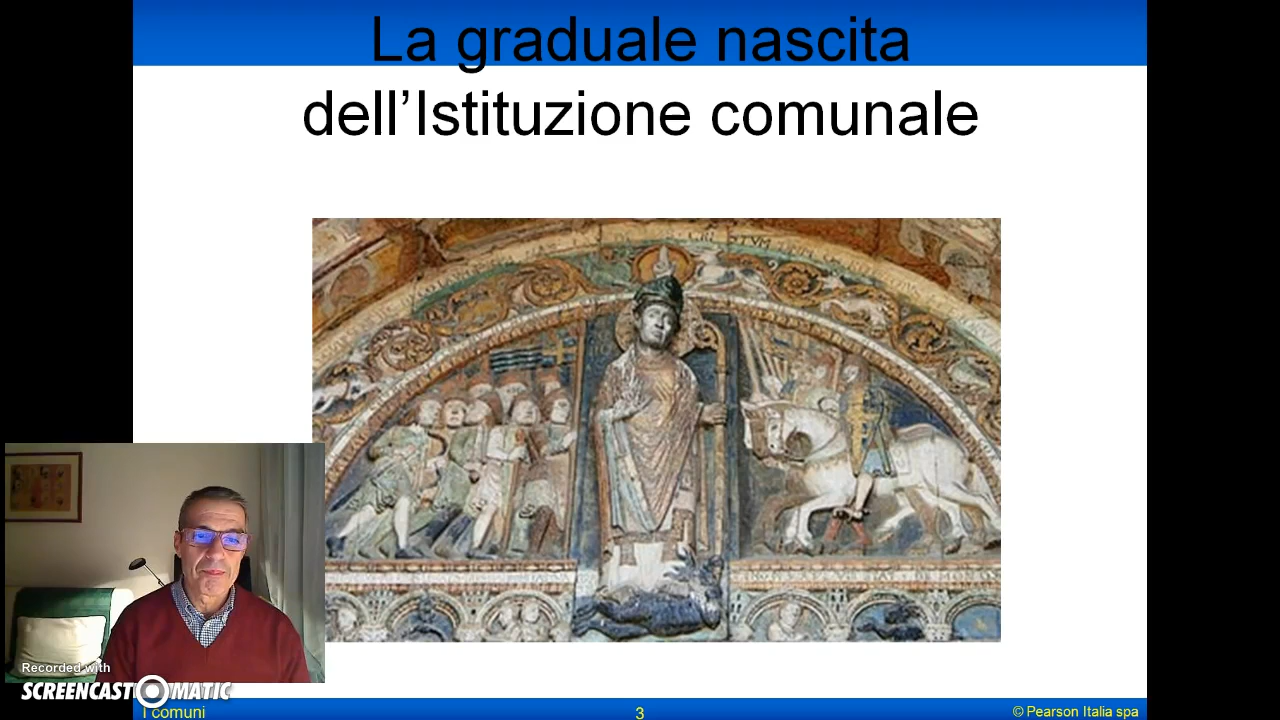 La graduale nascita
dell’Istituzione comunale
Recorded with
SCREENCAST-O-MATIC
I comuni
3
© Pearson Italia spa